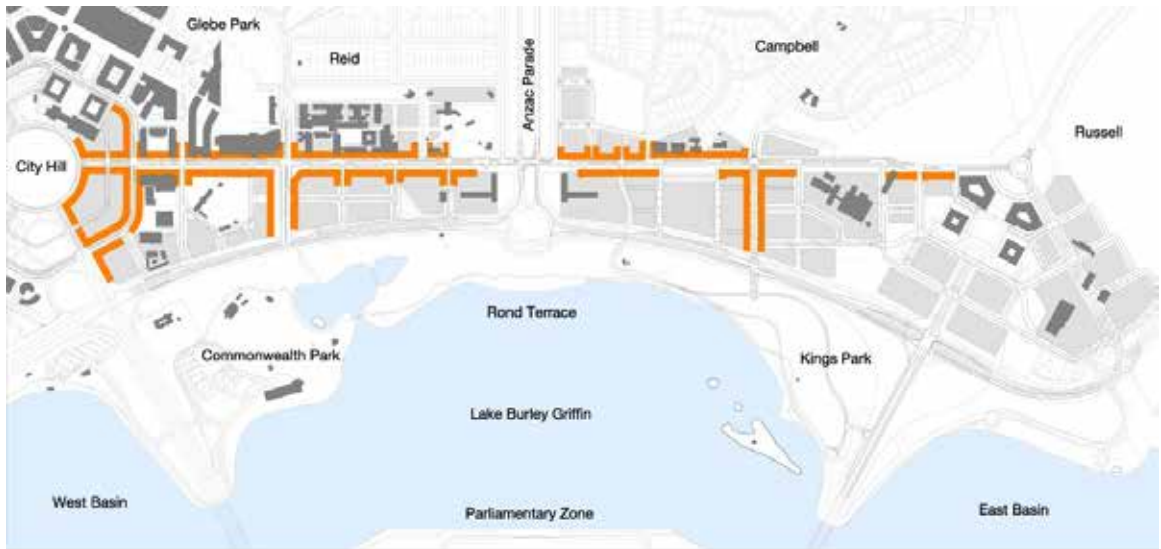 Glebe Park
Reid
Anzac Parade
Campbell
Russell
City Hill
Rond Terrace
Commonwealth Park
Kings Park
Lake Burley Griffin
West Basin
Parliamentary Zone
East Basin